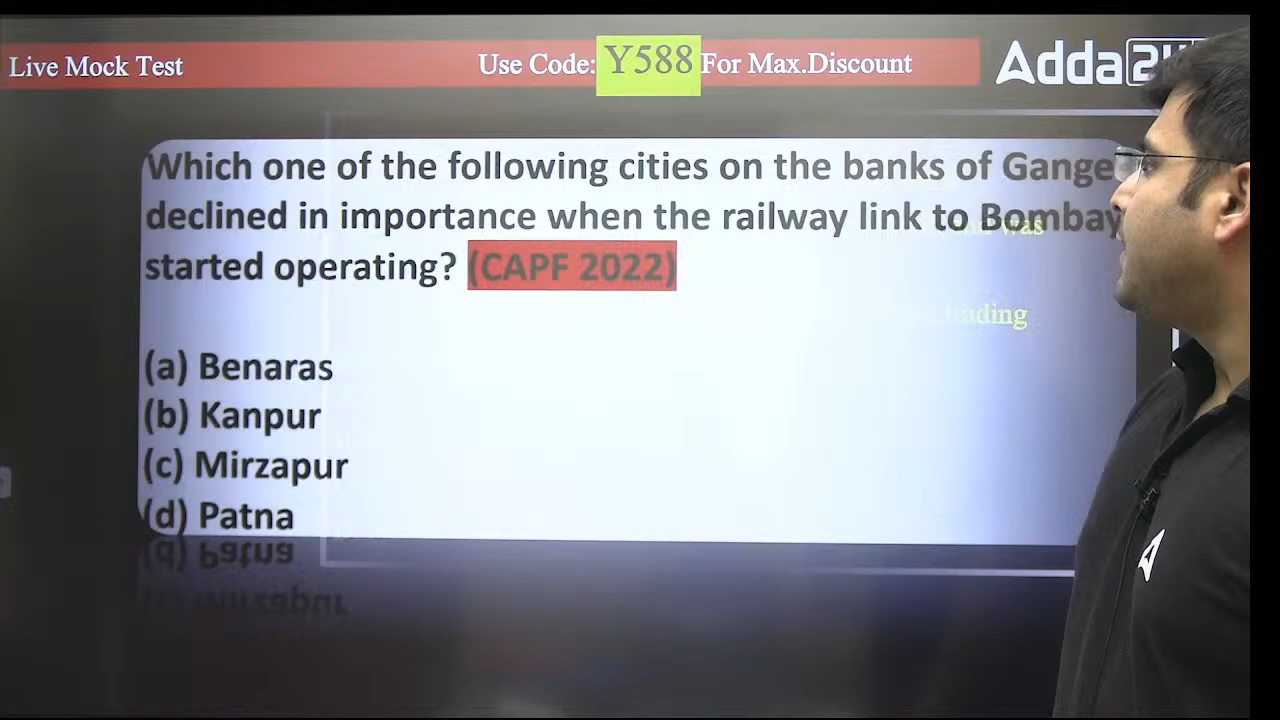 Live Mock Test
Use Code: Y588 For Max.Discount
Adda
Which one of the following cities on the banks of Gange
declined in importance when the railway link to Bombay
started operating? (CAPF 2022)
(a) Benaras
(b) Kanpur
(c) Mirzapur
(d) Patna
was